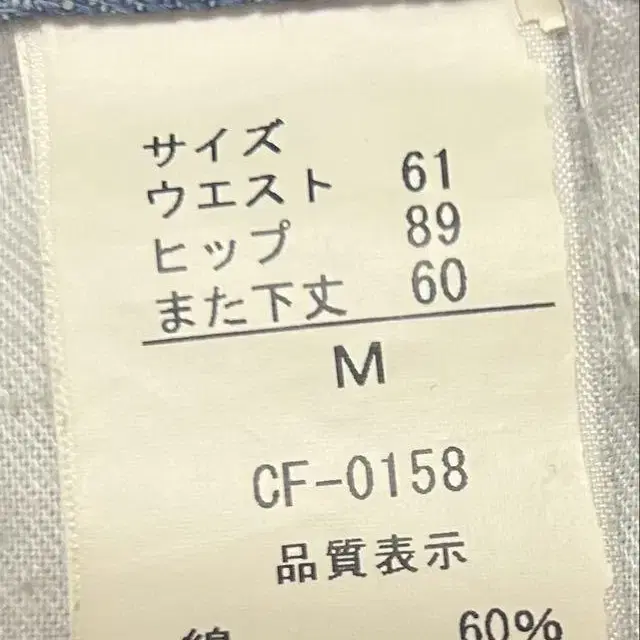 サイズ
ウエスト 61
ヒップ 89
また下丈 60
M
CF-0158
品質表示
綿 60%